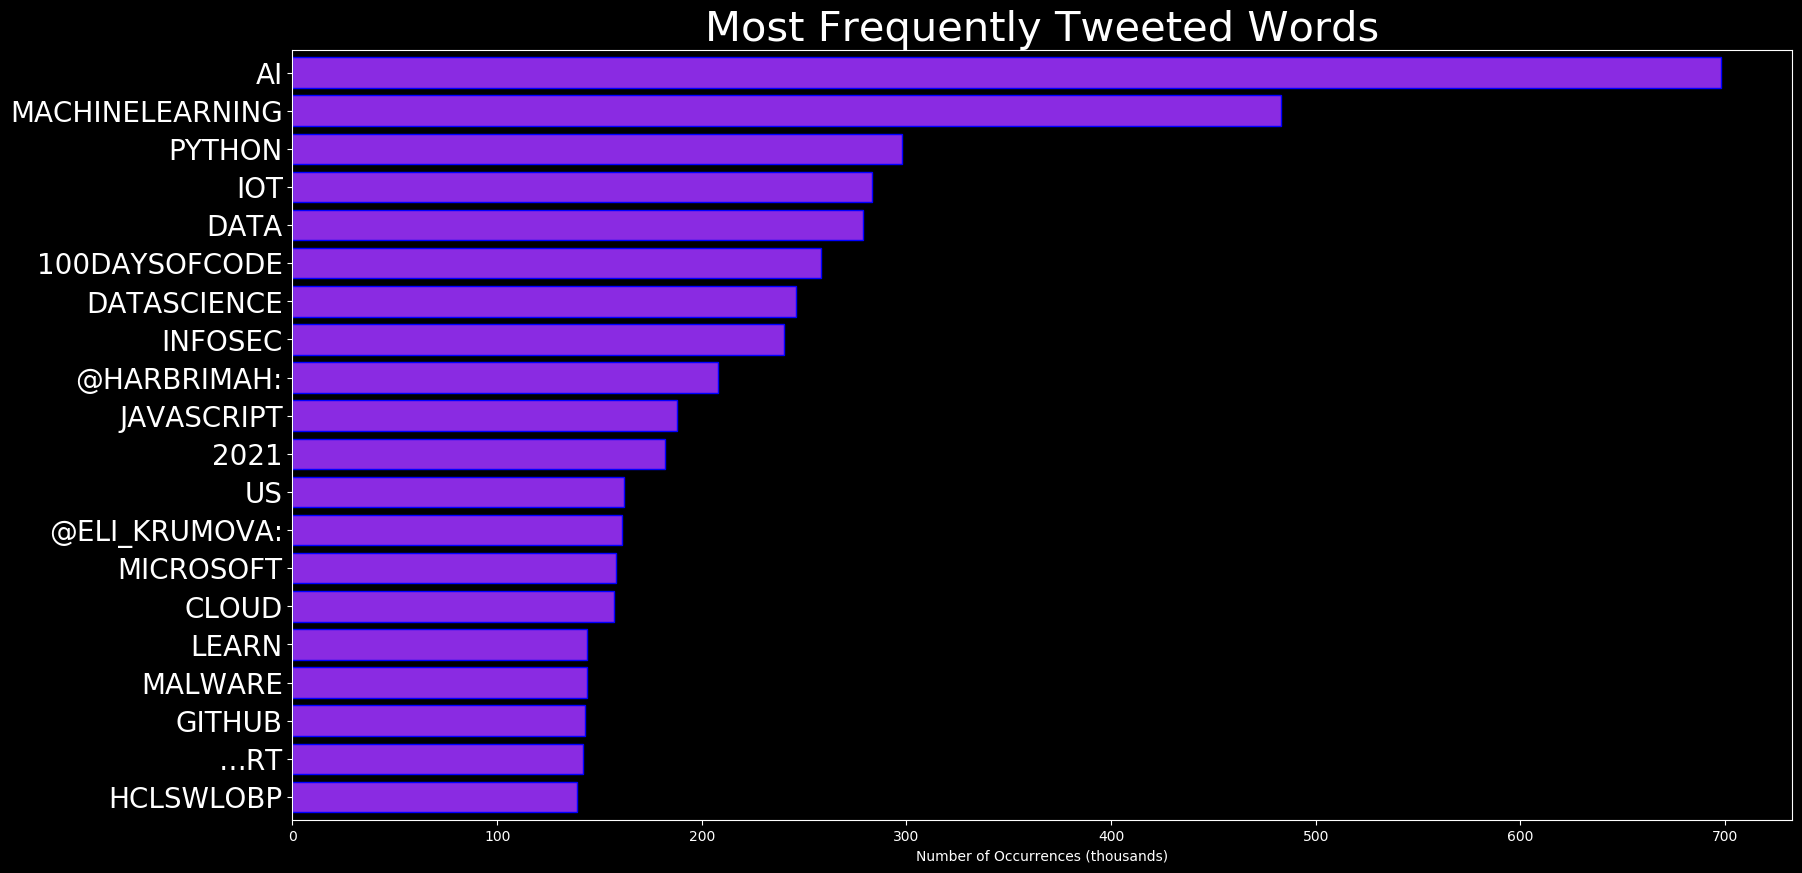 Most Frequently Tweeted Words
AI
MACHINELEARNING
PYTHON
IOT
DATA
100DAYSOFCODE
DATASCIENCE
INFOSEC
@HARBRIMAH:
JAVASCRIPT
2021
US
@ELI_KRUMOVA:
MICROSOFT
CLOUD
LEARN
MALWARE
GITHUB
…RT
HCLSWLOBP
0 100 200 300 400 500 600 700
Number of Occurrences (thousands)